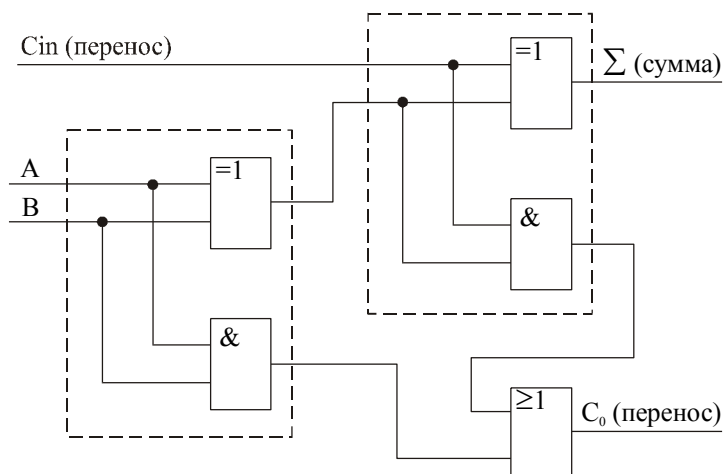 Cin (перенос)
=1
∑ (сумма)
A
=1
B
&
&
≥1
C₀ (перенос)